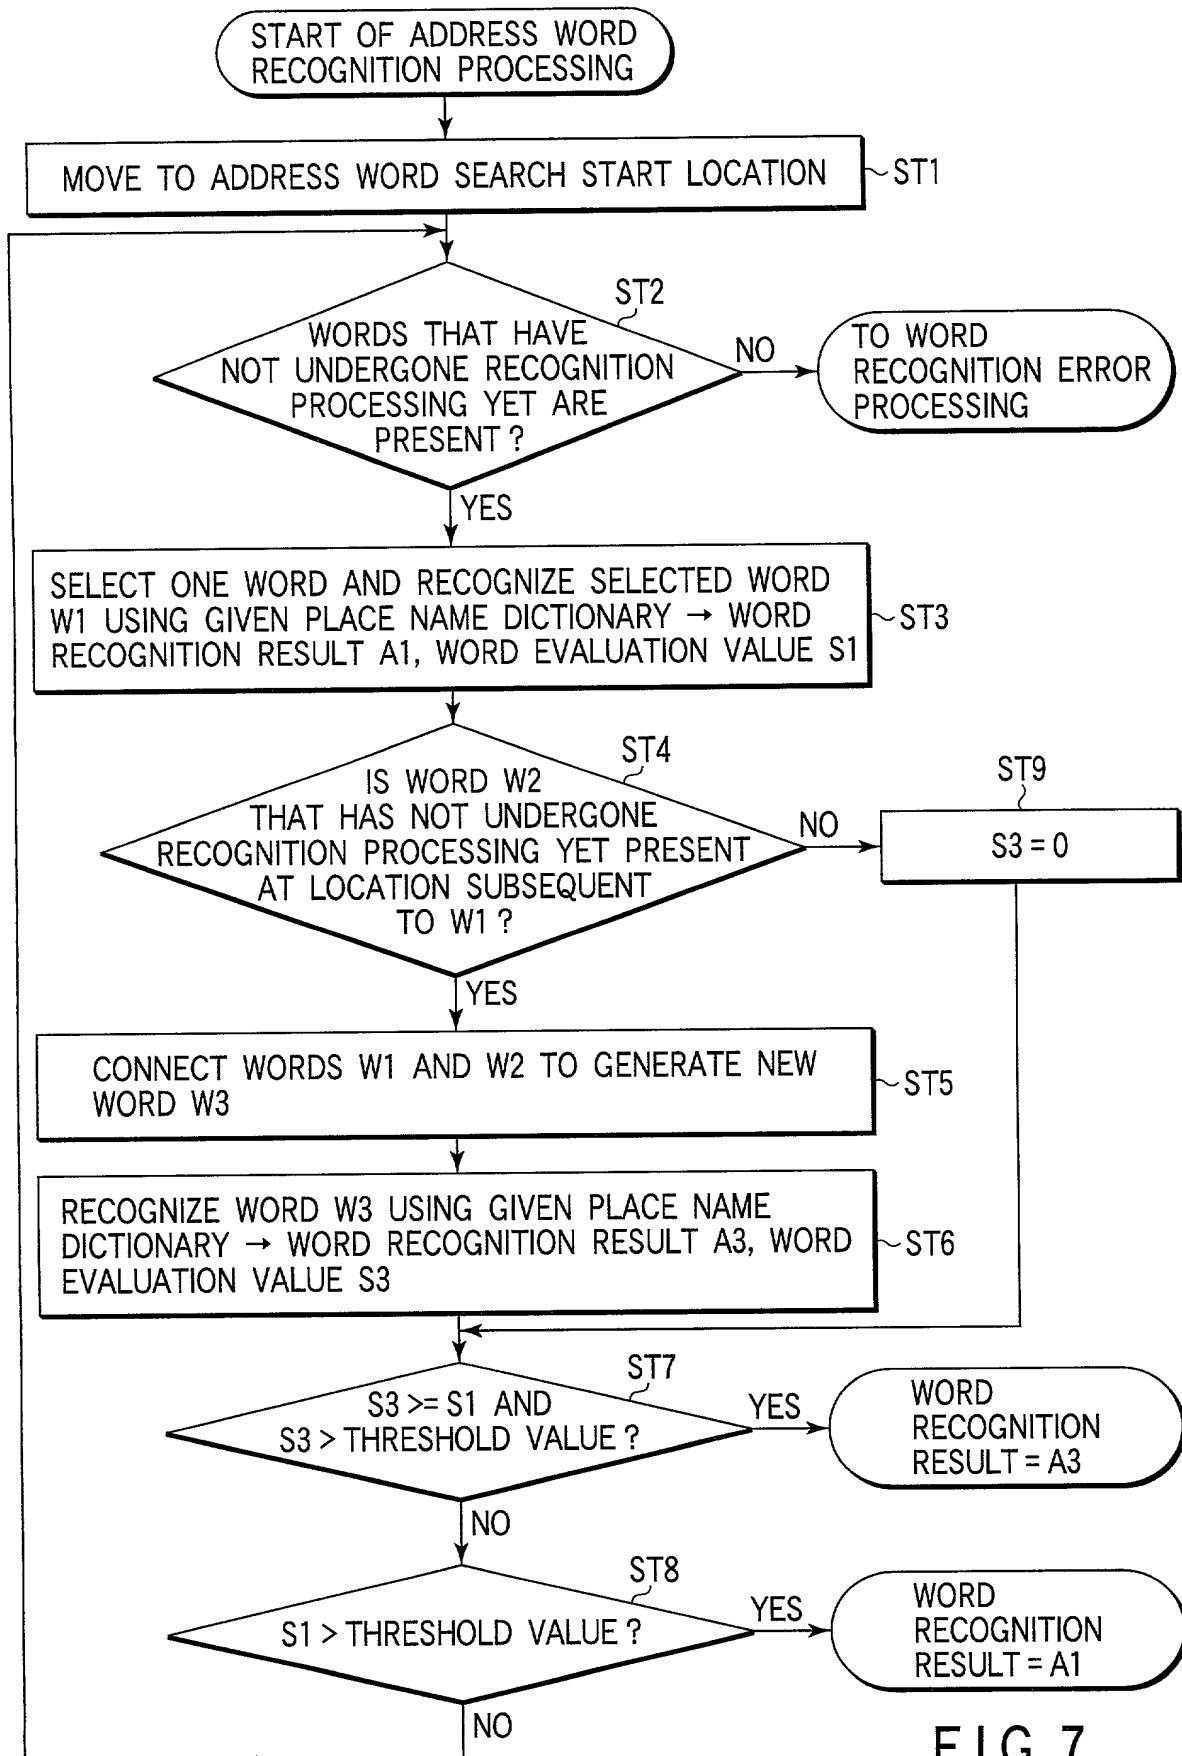 START OF ADDRESS WORD
RECOGNITION PROCESSING
MOVE TO ADDRESS WORD SEARCH START LOCATION
ST1
ST2
WORDS THAT HAVE
NOT UNDERGONE RECOGNITION
PROCESSING YET ARE
PRESENT ?
NO
TO WORD
RECOGNITION ERROR
PROCESSING
YES
SELECT ONE WORD AND RECOGNIZE SELECTED WORD
W1 USING GIVEN PLACE NAME DICTIONARY → WORD
RECOGNITION RESULT A1, WORD EVALUATION VALUE S1
ST3
ST4
IS WORD W2
THAT HAS NOT UNDERGONE
RECOGNITION PROCESSING YET PRESENT
AT LOCATION SUBSEQUENT
TO W1 ?
NO
ST9
S3 = 0
YES
CONNECT WORDS W1 AND W2 TO GENERATE NEW
WORD W3
ST5
RECOGNIZE WORD W3 USING GIVEN PLACE NAME
DICTIONARY → WORD RECOGNITION RESULT A3, WORD
EVALUATION VALUE S3
ST6
ST7
S3 >= S1 AND
S3 > THRESHOLD VALUE ?
YES
WORD
RECOGNITION
RESULT = A3
NO
ST8
S1 > THRESHOLD VALUE ?
YES
WORD
RECOGNITION
RESULT = A1
NO
FIG. 7